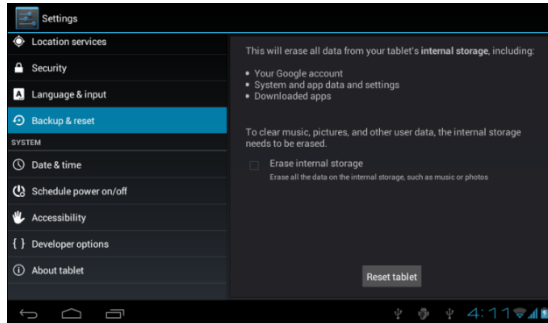 Settings
Location services
Security
A Language & input
Backup & reset
SYSTEM
Date & time
Schedule power on/off
Accessibility
{ } Developer options
About tablet
This will erase all data from your tablet's internal storage, including:
• Your Google account
• System and app data and settings
• Downloaded apps
To clear music, pictures, and other user data, the internal storage
needs to be erased.
Erase internal storage
Erase all the data on the internal storage, such as music or photos
Reset tablet
4:11